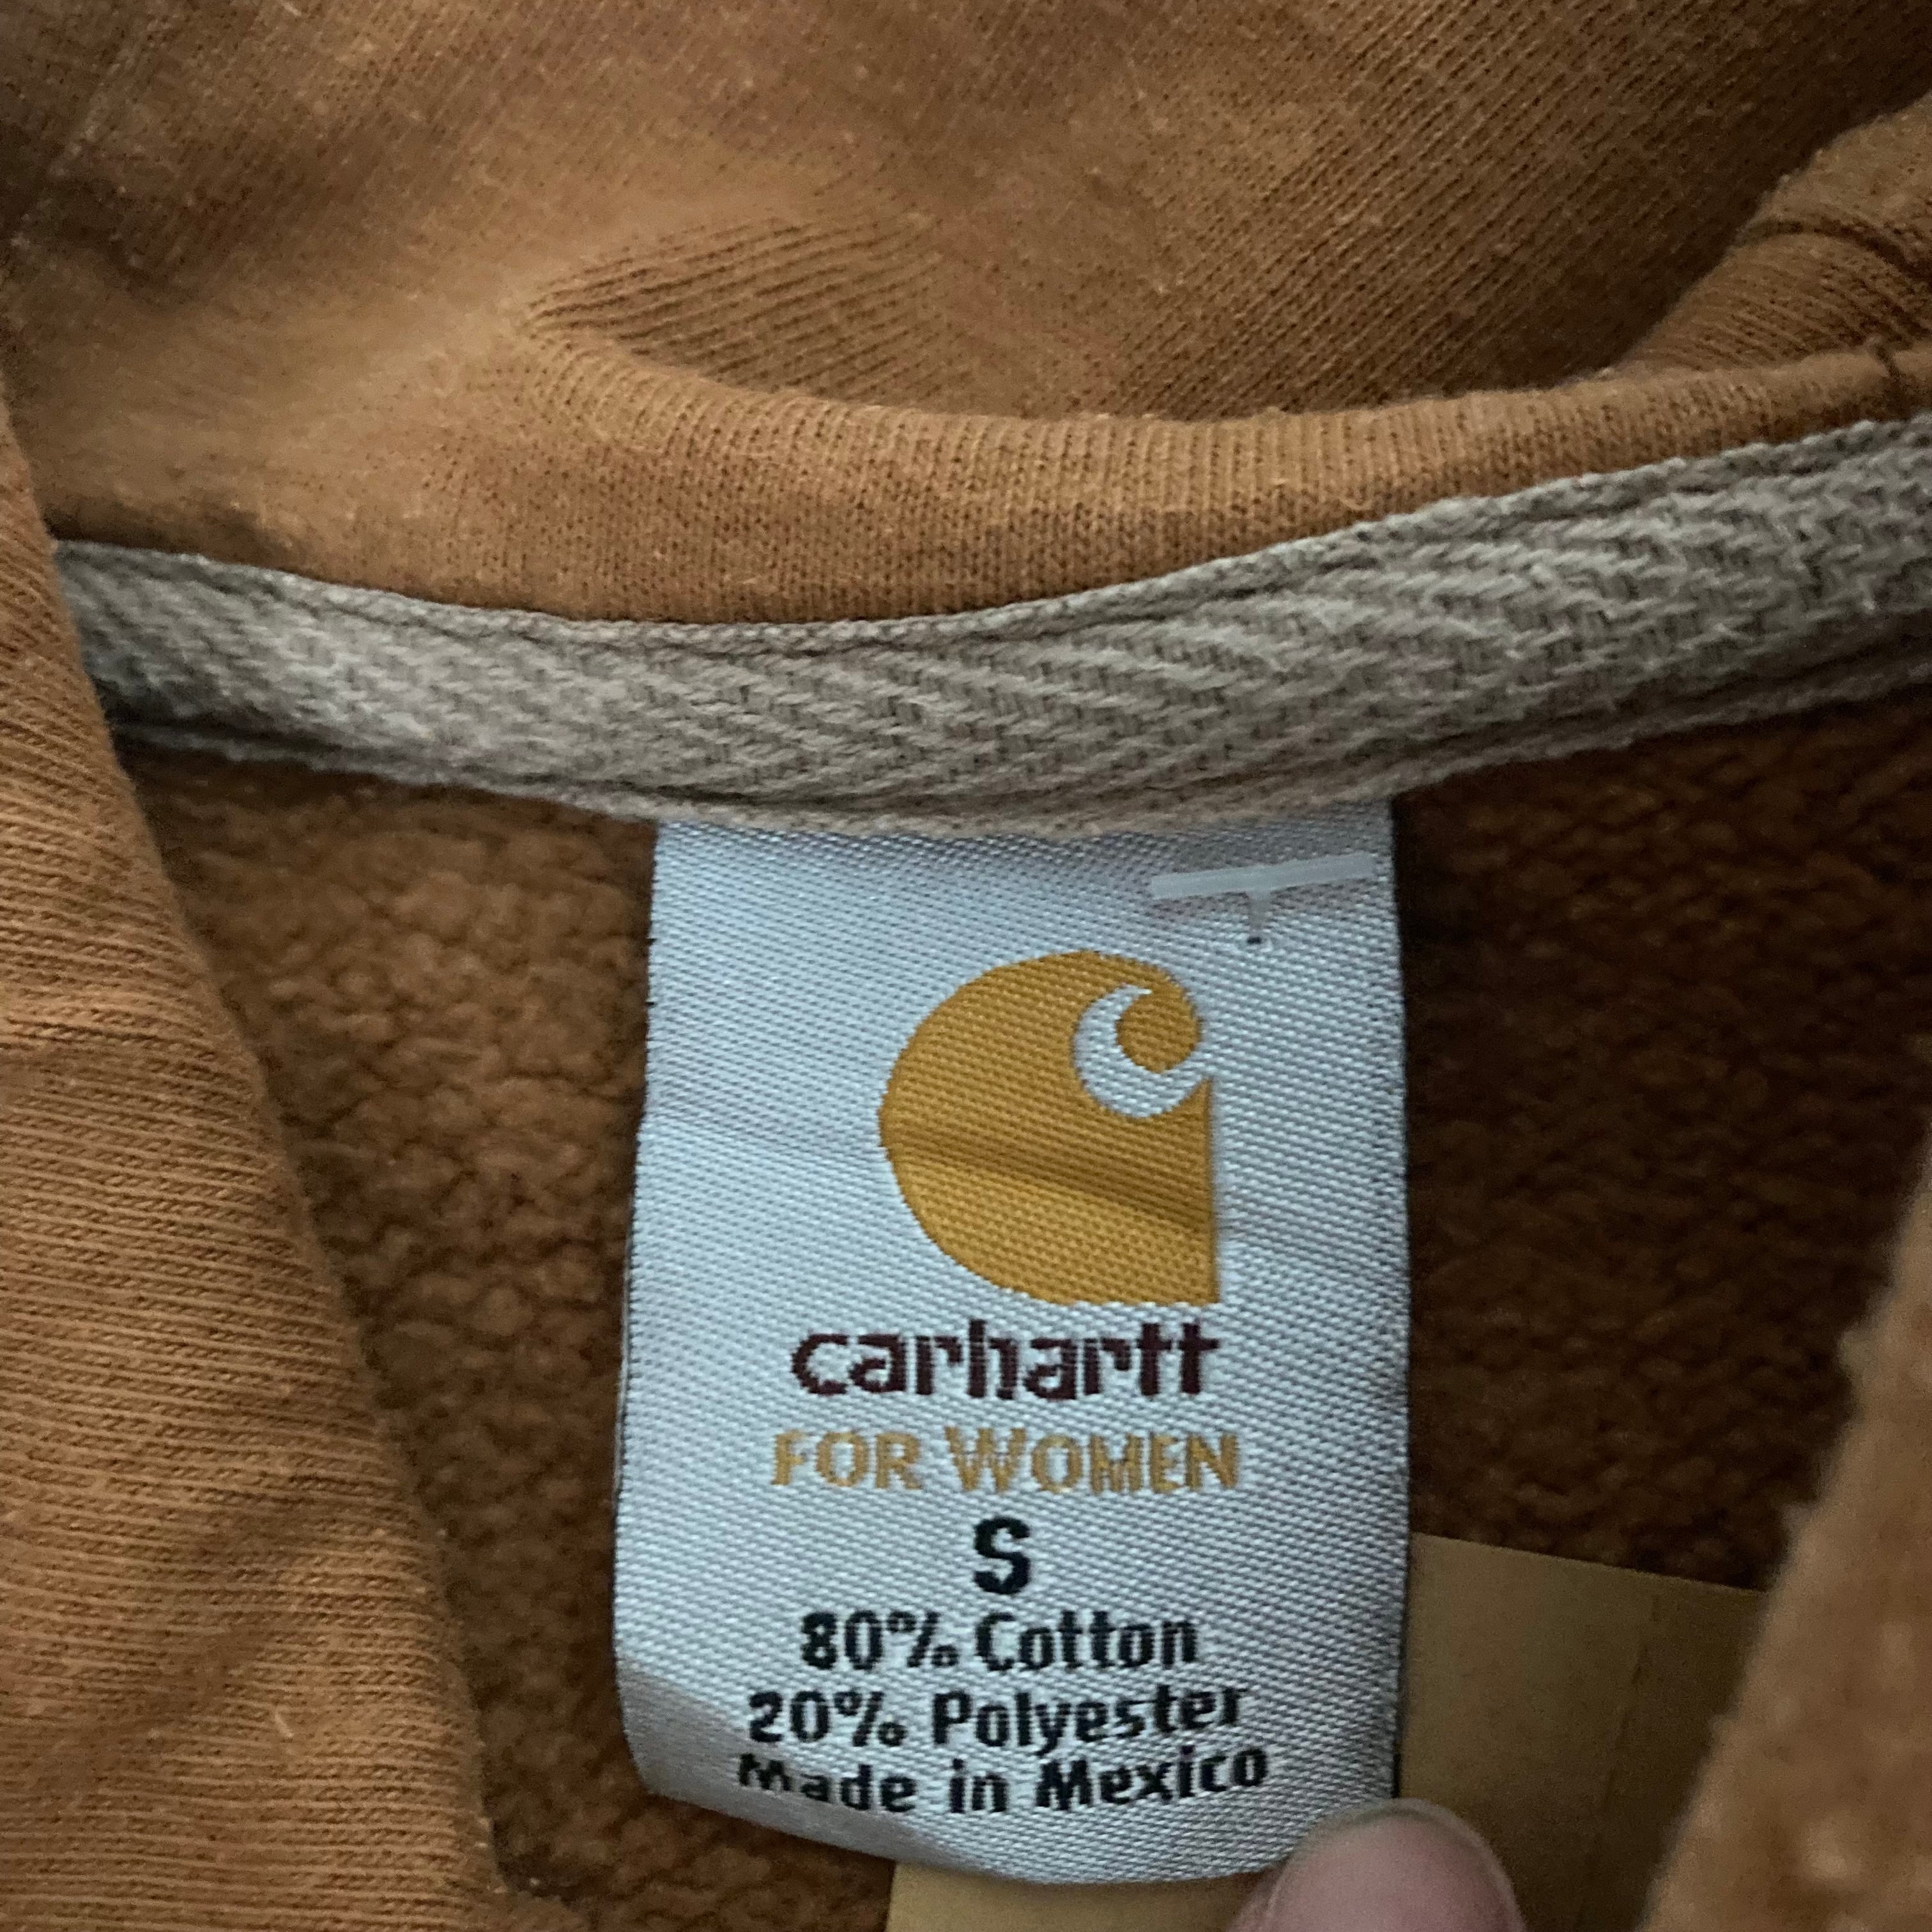 carhartt
FOR WOMEN
S
80% Cotton
20% Polyester
Made in Mexico